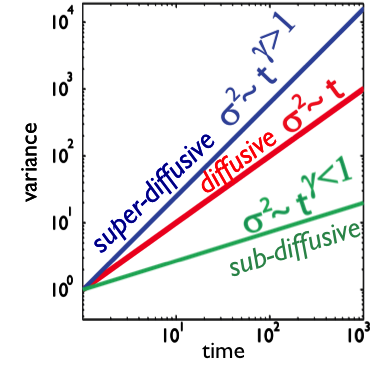 10⁴
10³
10²
10¹
10⁰
variance
super-diffusive
σ²~ t^γ>1
diffusive
σ²~ t
σ²~ t^γ<1
sub-diffusive
10¹ 10² 10³
time